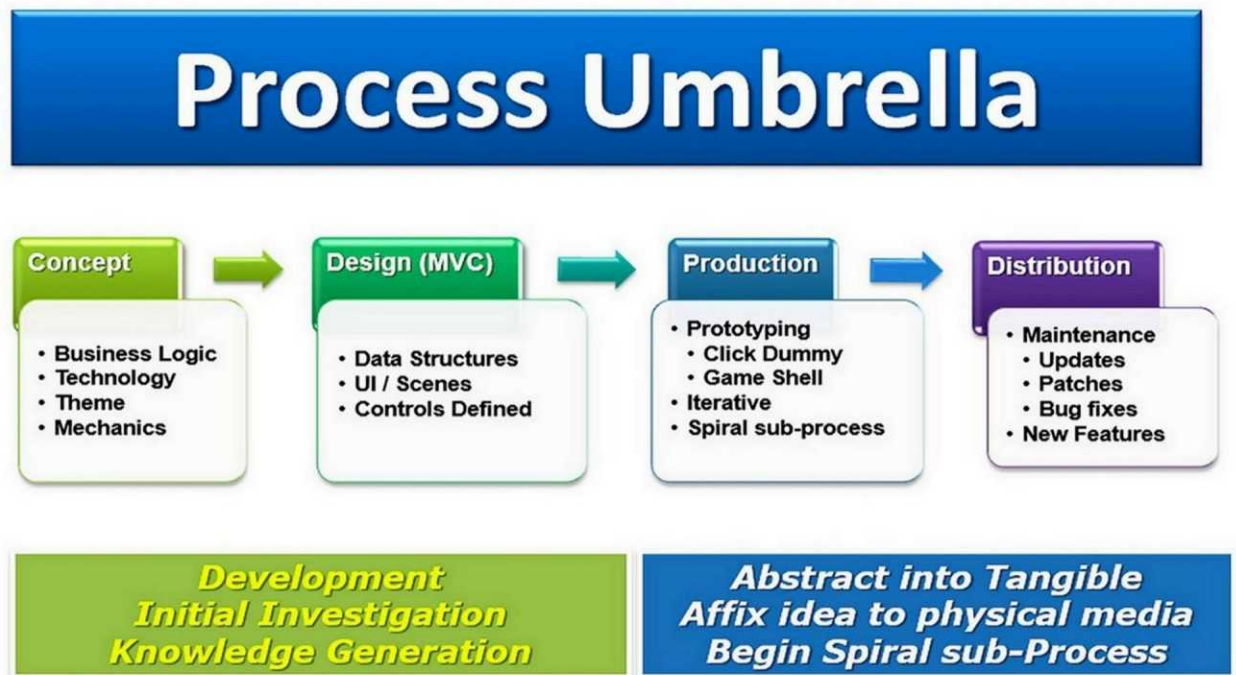 Process Umbrella
Concept
• Business Logic
• Technology
• Theme
• Mechanics
Design (MVC)
• Data Structures
• UI / Scenes
• Controls Defined
Production
• Prototyping
• Click Dummy
• Game Shell
• Iterative
• Spiral sub-process
Distribution
• Maintenance
• Updates
• Patches
• Bug fixes
• New Features
Development
Initial Investigation
Knowledge Generation
Abstract into Tangible
Affix idea to physical media
Begin Spiral sub-Process